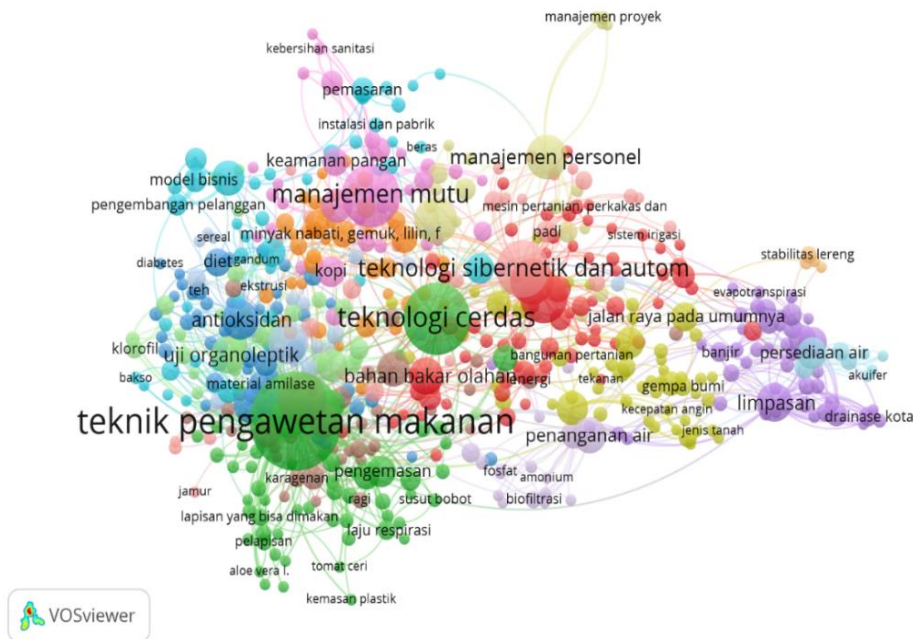 manajemen proyek
kebersihan sanitasi
pemasaran
instalasi dan pabrik
beras
keamanan pangan
manajemen personel
model bisnis
manajemen mutu
pengembangan pelanggan
mesin pertanian, perkakas dan
sereal
minyak nabati, gemuk, lilin, f
padi
sistem irigasi
diabetes
diet
gandum
kopi
teknologi sibernetik dan autom
stabilitas lereng
teh
ekstrusi
evapotranspirasi
antioksidan
teknologi cerdas
jalan raya pada umumnya
klorofil
uji organoleptik
bangunan pertanian
banjir
persediaan air
bakso
material amilase
bahan bakar olahan
energi
tekanan
gempa bumi
akuifer
teknik pengawetan makanan
kecepatan angin
limpasan
drainase kota
penanganan air
jenis tanah
karagenan
pengemasan
fosfat
amonium
jamur
ragi
susut bobot
biofiltrasi
lapisan yang bisa dimakan
laju respirasi
pelapisan
aloe vera l.
tomat ceri
kemasan plastik
VOSviewer